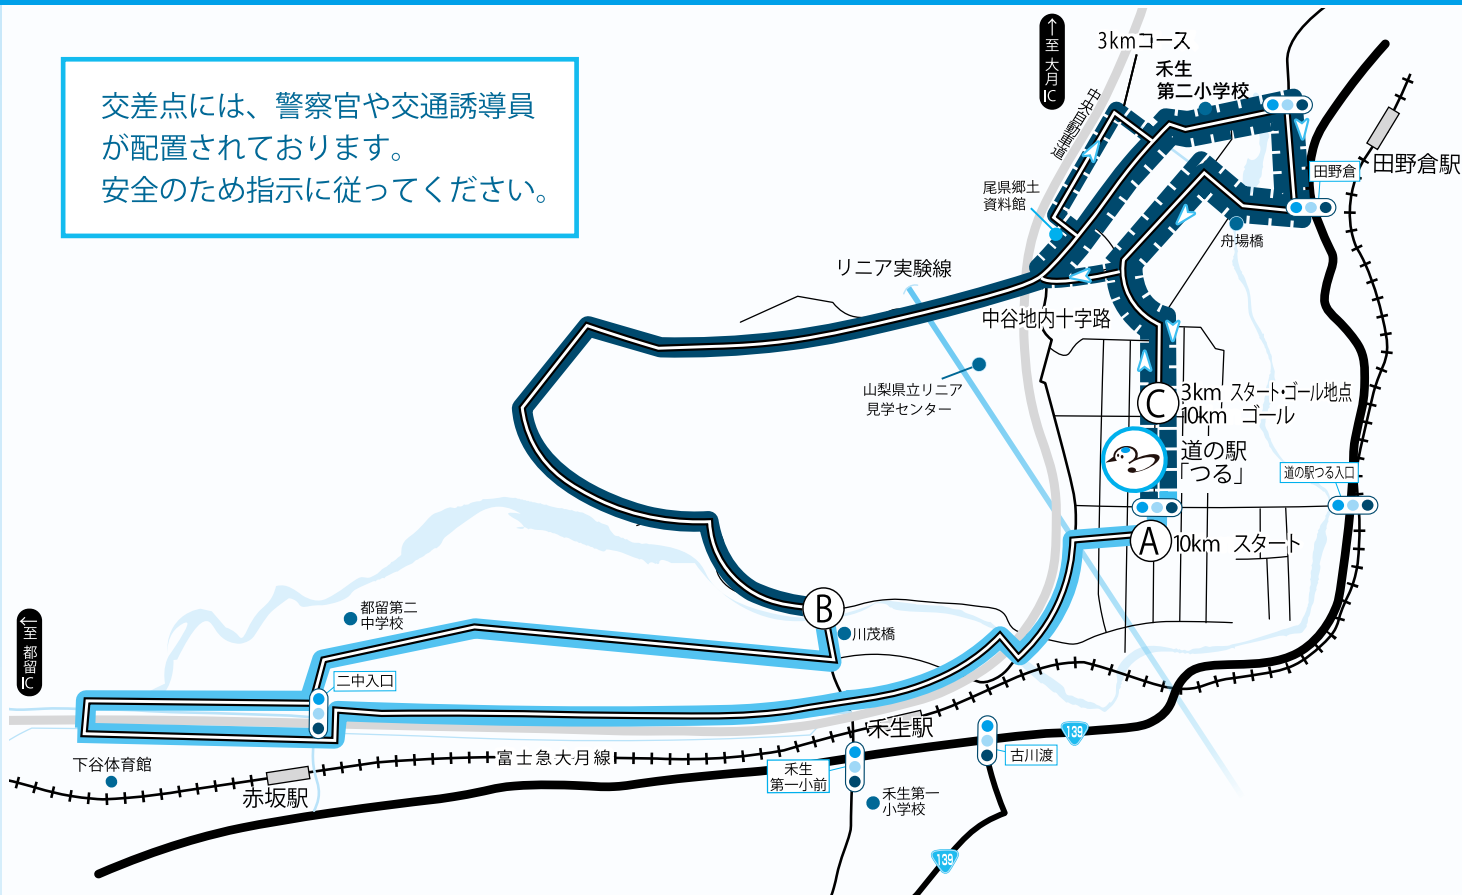 交差点には、警察官や交通誘導員
が配置されております。
安全のため指示に従ってください。
↑至 大月IC
3kmコース
禾生
第二小学校
中央自動車道
田野倉駅
田野倉
尾県郷土
資料館
舟場橋
リニア実験線
中谷地内十字路
山梨県立リニア
見学センター
C
3km スタート・ゴール地点
10km ゴール
道の駅
「つる」
道の駅つる入口
A
10km スタート
B
川茂橋
都留第二
中学校
←至 都留IC
二中入口
禾生駅
139
古川渡
富士急大月線
下谷体育館
赤坂駅
禾生
第一小前
禾生第一
小学校
139